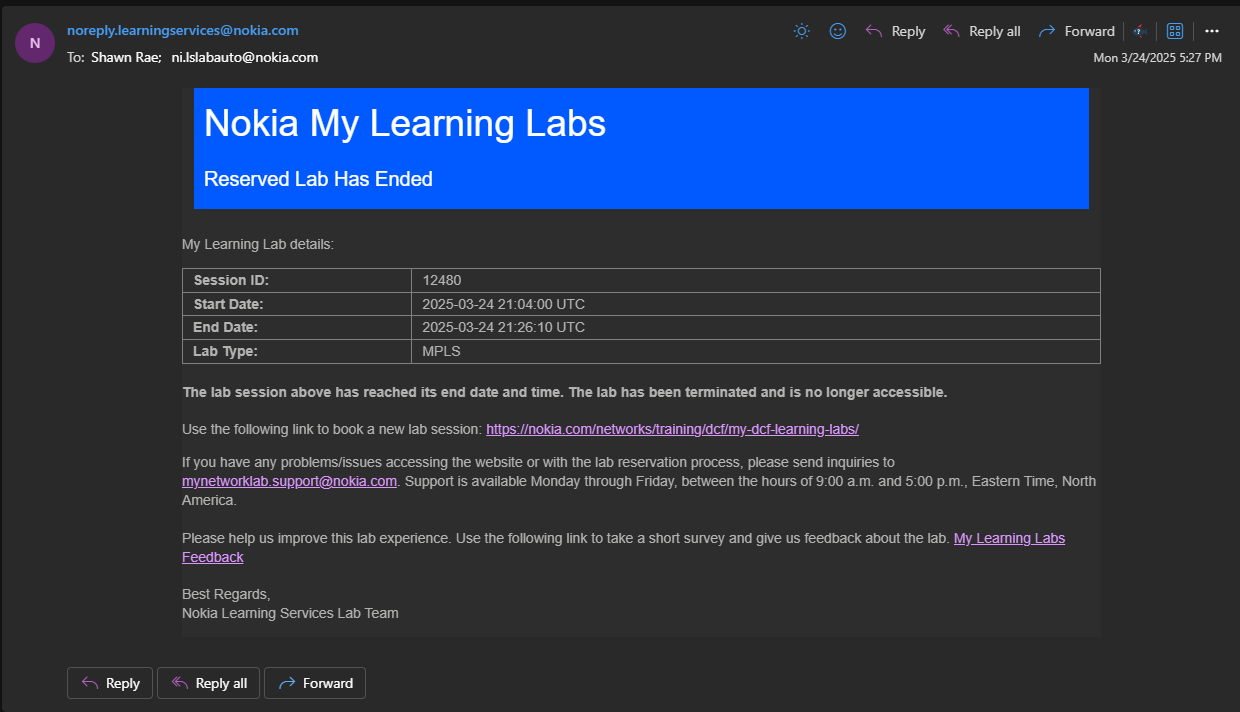 N
noreply.learningservices@nokia.com
To: Shawn Rae; ni.lslabauto@nokia.com
Reply
Reply all
Forward
Mon 3/24/2025 5:27 PM
Nokia My Learning Labs
Reserved Lab Has Ended
My Learning Lab details:
Session ID: 12480
Start Date: 2025-03-24 21:04:00 UTC
End Date: 2025-03-24 21:26:10 UTC
Lab Type: MPLS
The lab session above has reached its end date and time. The lab has been terminated and is no longer accessible.
Use the following link to book a new lab session: https://nokia.com/networks/training/dcf/my-dcf-learning-labs/
If you have any problems/issues accessing the website or with the lab reservation process, please send inquiries to
mynetworklab.support@nokia.com. Support is available Monday through Friday, between the hours of 9:00 a.m. and 5:00 p.m., Eastern Time, North
America.
Please help us improve this lab experience. Use the following link to take a short survey and give us feedback about the lab. My Learning Labs
Feedback
Best Regards,
Nokia Learning Services Lab Team
Reply
Reply all
Forward